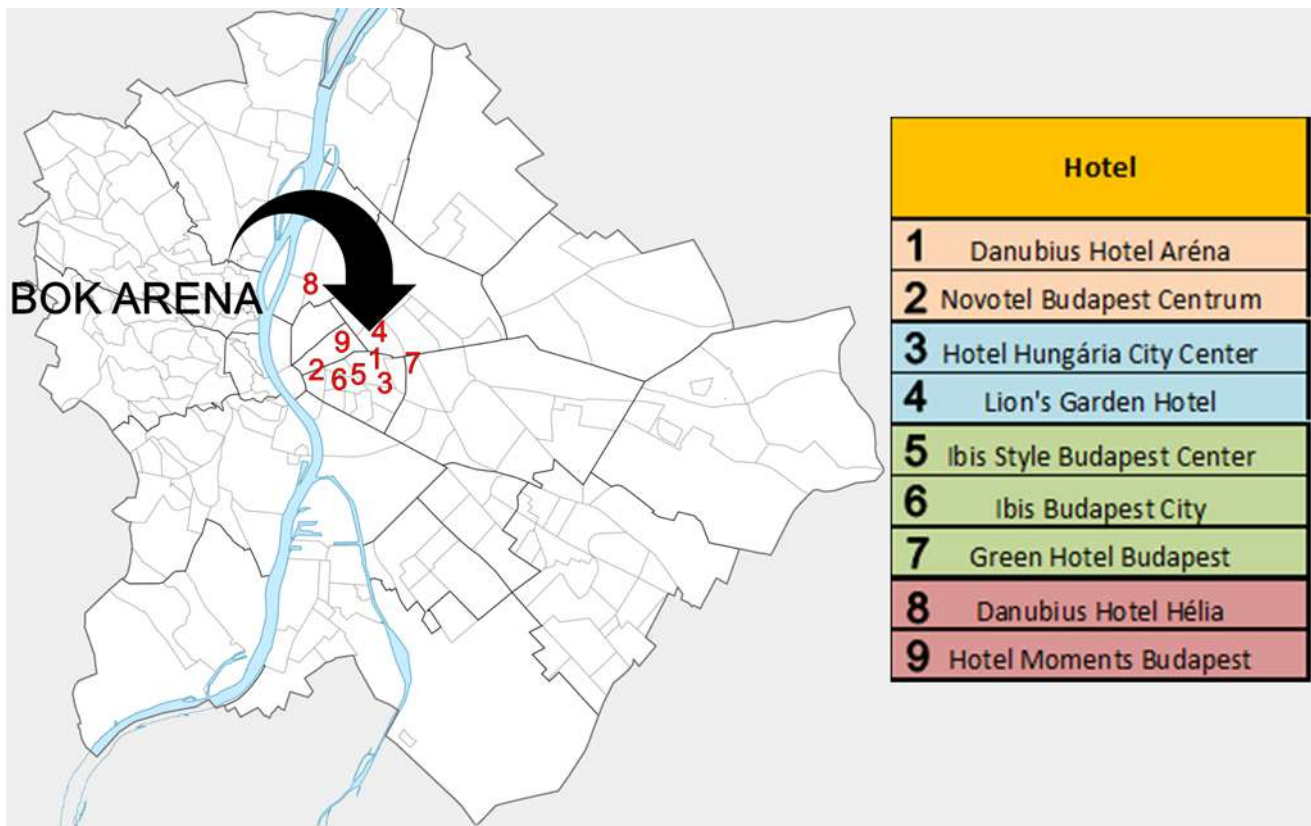 BOK ARENA
8
4
9
1
7
2
6
5
3
Hotel
1 Danubius Hotel Aréna
2 Novotel Budapest Centrum
3 Hotel Hungária City Center
4 Lion's Garden Hotel
5 Ibis Style Budapest Center
6 Ibis Budapest City
7 Green Hotel Budapest
8 Danubius Hotel Hélia
9 Hotel Moments Budapest